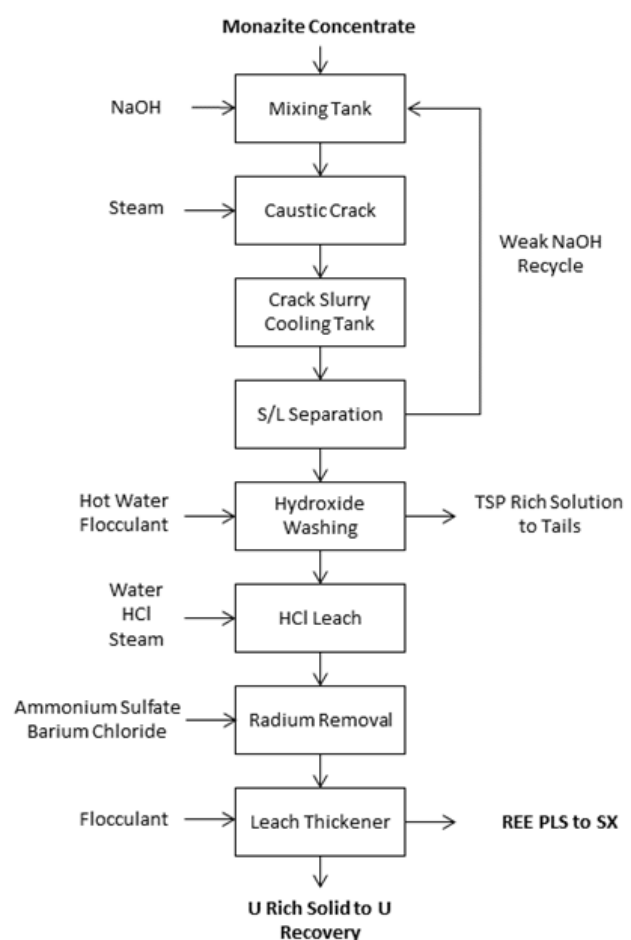 Monazite Concentrate
NaOH
Mixing Tank
Steam
Caustic Crack
Weak NaOH
Recycle
Crack Slurry
Cooling Tank
S/L Separation
Hot Water
Flocculant
Hydroxide
Washing
TSP Rich Solution
to Tails
Water
HCl
Steam
HCl Leach
Ammonium Sulfate
Barium Chloride
Radium Removal
Flocculant
Leach Thickener
REE PLS to SX
U Rich Solid to U
Recovery